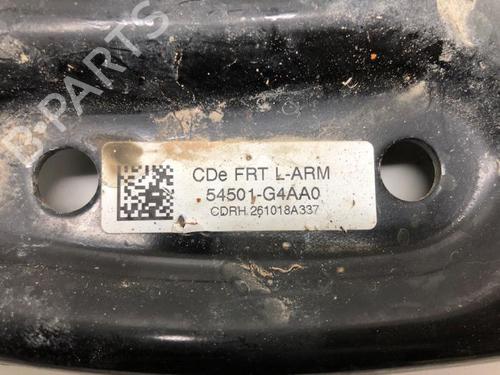 B-PARTS
CDe FRT L-ARM
54501-G4AA0
CDRH 261018A337